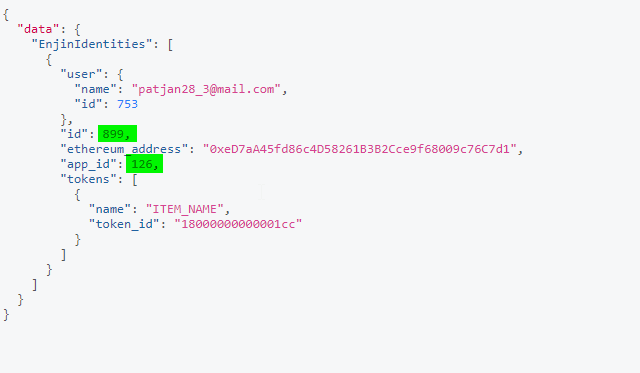 {
"data": {
"EnjinIdentities": [
{
"user": {
"name": "patjan28_3@mail.com",
"id": 753
},
"id": 899,
"ethereum_address": "0xeD7aA45fd86c4D58261B3B2Cce9f68009c76C7d1",
"app_id": 126,
"tokens": [
{
"name": "ITEM_NAME",
"token_id": "18000000000001cc"
}
]
}
]
}
}